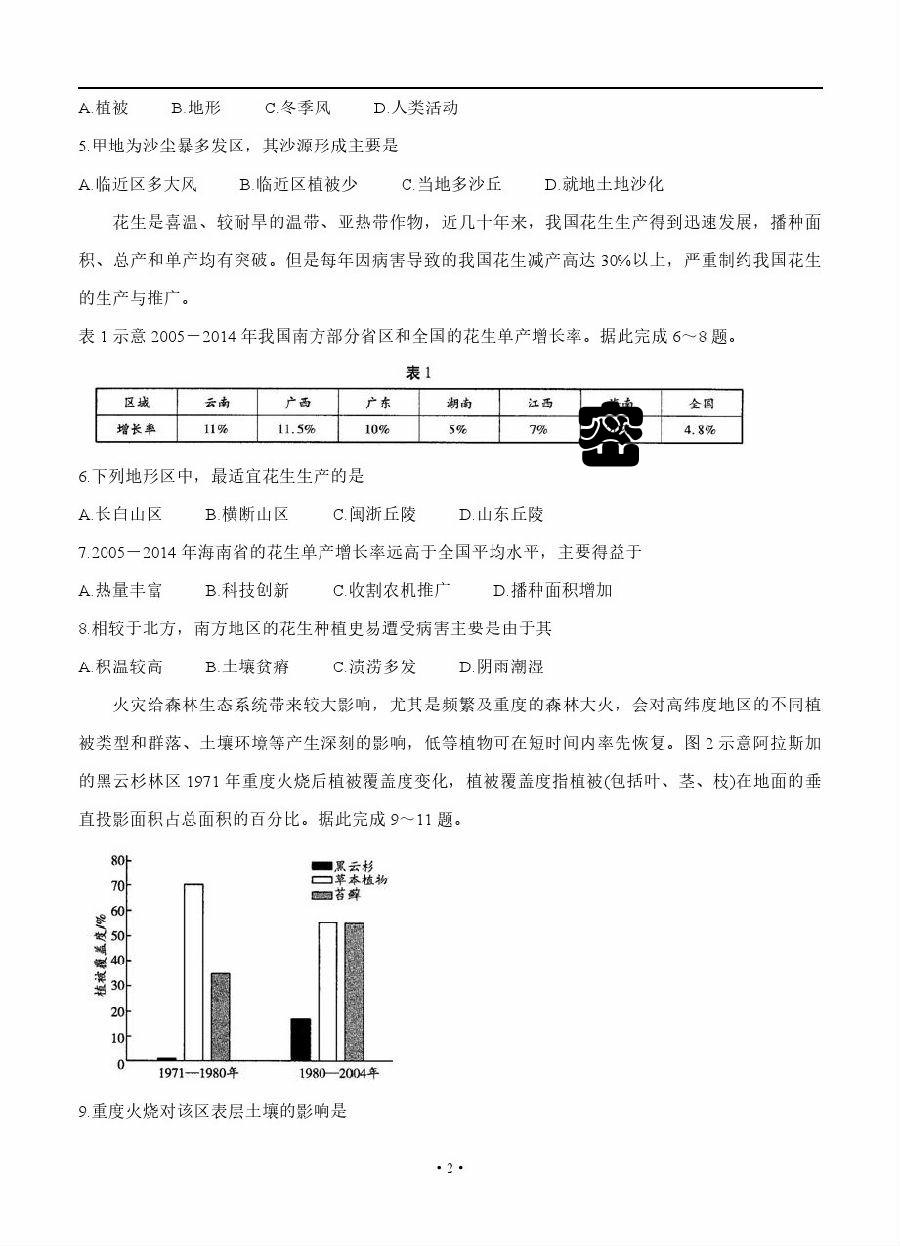 A.植被 B.地形 C.冬季风 D.人类活动
5.甲地为沙尘暴多发区，其沙源形成主要是
A.临近区多大风 B.临近区植被少 C.当地多沙丘 D.就地土地沙化
花生是喜温、较耐旱的温带、亚热带作物，近几十年来，我国花生生产得到迅速发展，播种面
积、总产和单产均有突破。但是每年因病害导致的我国花生减产高达 30%以上，严重制约我国花生
的生产与推广。
表 1 示意 2005－2014 年我国南方部分省区和全国的花生单产增长率。据此完成 6～8 题。
表 1
区域 云南 广西 广东 湖南 江西 全国
增长率 11% 11.5% 10% 5% 7% 4.8%
6.下列地形区中，最适宜花生生产的是
A.长白山区 B.横断山区 C.闽浙丘陵 D.山东丘陵
7.2005－2014 年海南省的花生单产增长率远高于全国平均水平，主要得益于
A.热量丰富 B.科技创新 C.收割农机推广 D.播种面积增加
8.相较于北方，南方地区的花生种植更易遭受病害主要是由于其
A.积温较高 B.土壤贫瘠 C.渍涝多发 D.阴雨潮湿
火灾给森林生态系统带来较大影响，尤其是频繁及重度的森林大火，会对高纬度地区的不同植
被类型和群落、土壤环境等产生深刻的影响，低等植物可在短时间内率先恢复。图 2 示意阿拉斯加
的黑云杉林区 1971 年重度火烧后植被覆盖度变化，植被覆盖度指植被(包括叶、茎、枝)在地面的垂
直投影面积占总面积的百分比。据此完成 9～11 题。
植被覆盖度/%
80
70
60
50
40
30
20
10
0
黑云杉
草本植物
苔藓
1971—1980年 1980—2004年
9.重度火烧对该区表层土壤的影响是
• 2 •